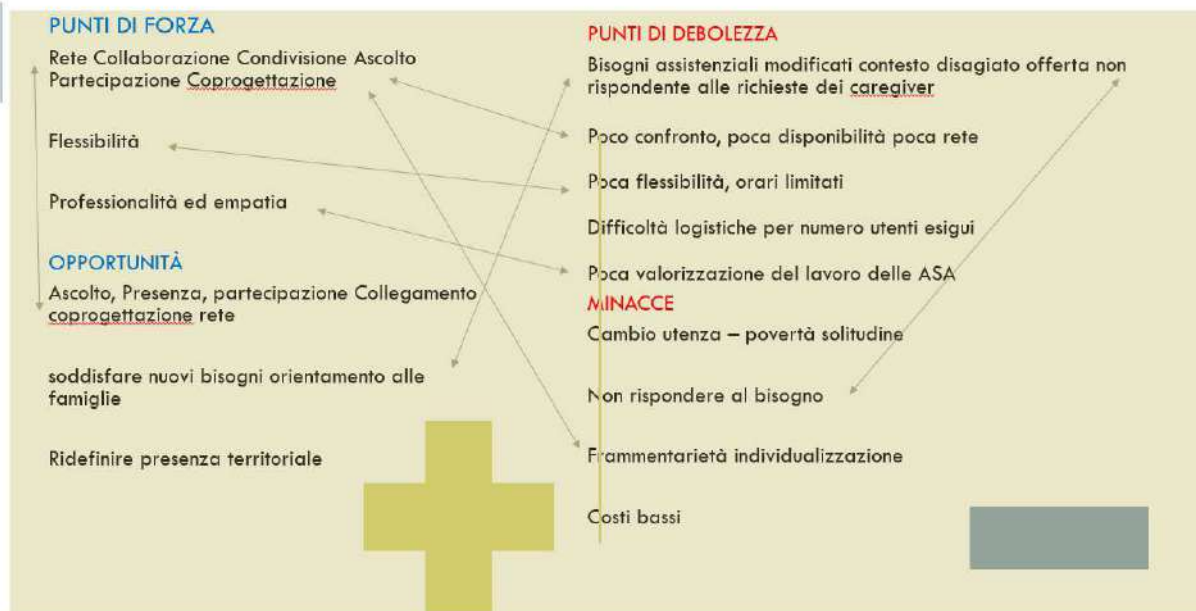 PUNTI DI FORZA
Rete Collaborazione Condivisione Ascolto
Partecipazione Coprogettazione
Flessibilità
Professionalità ed empatia
OPPORTUNITÀ
Ascolto, Presenza, partecipazione Collegamento
coprogettazione rete
soddisfare nuovi bisogni orientamento alle
famiglie
Ridefinire presenza territoriale
PUNTI DI DEBOLEZZA
Bisogni assistenziali modificati contesto disagiato offerta non
rispondente alle richieste dei caregiver
Poco confronto, poca disponibilità poca rete
Poca flessibilità, orari limitati
Difficoltà logistiche per numero utenti esigui
Poca valorizzazione del lavoro delle ASA
MINACCE
Cambio utenza – povertà solitudine
Non rispondere al bisogno
Frammentarietà individualizzazione
Costi bassi